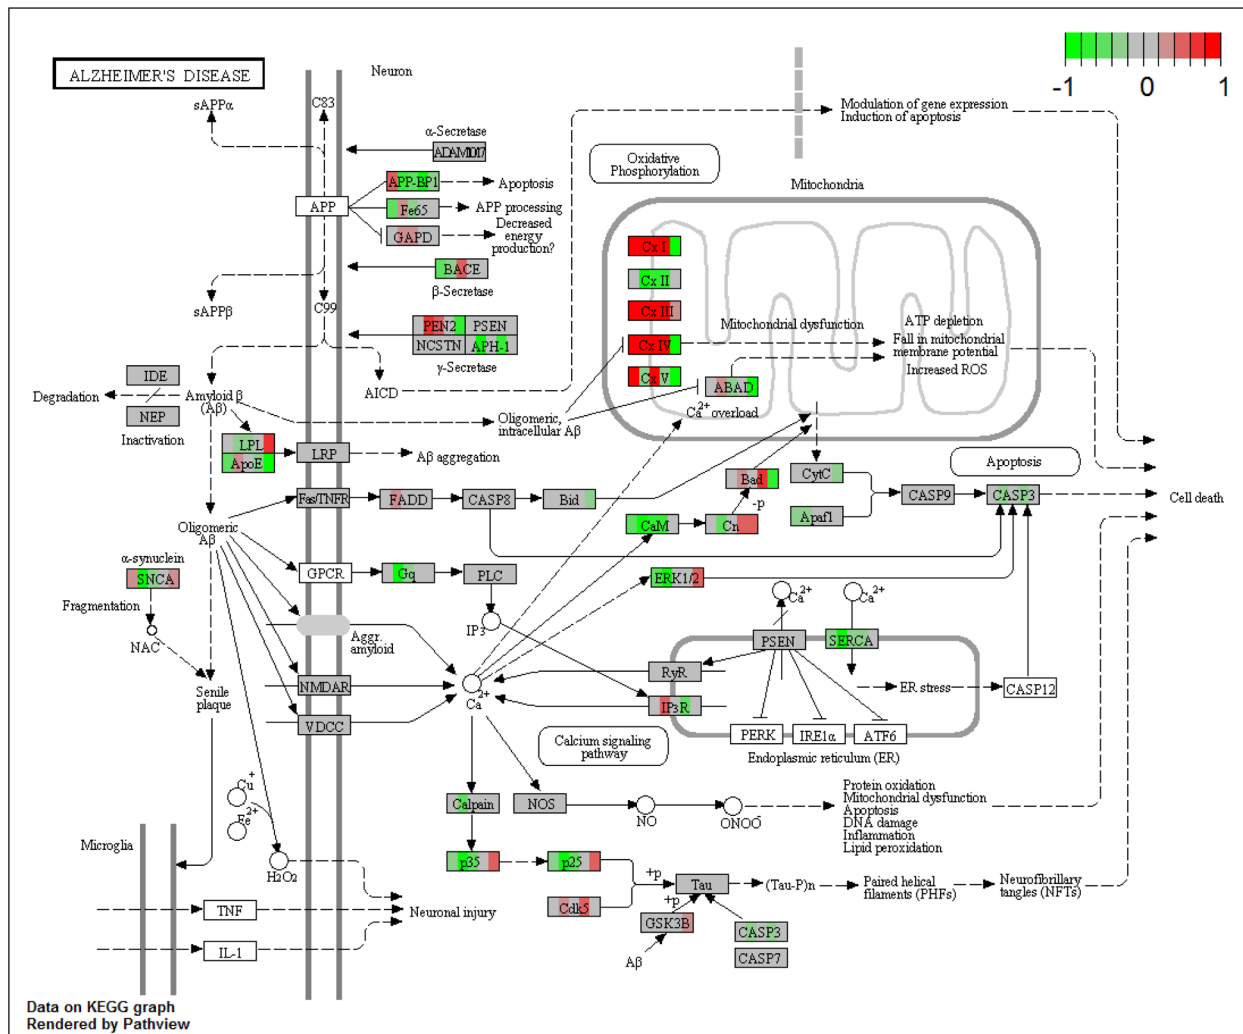 ALZHEIMER'S DISEASE
Neuron
-1 0 1
sAPPα
C83
α-Secretase
ADAM10
17
Modulation of gene expression
Induction of apoptosis
Oxidative
Phosphorylation
Mitochondria
APP-BP1
Apoptosis
APP
Fe65
APP processing
GAPD
Decreased
energy
production?
BACE
β-Secretase
sAPPβ
C99
PEN2
PSEN
NCSTN
APH-1
γ-Secretase
Cx I
Cx II
Cx III
Cx IV
Cx V
Mitochondrial dysfunction
ATP depletion
Fall in mitochondrial
membrane potential
Increased ROS
ABAD
Ca2+ overload
AICD
IDE
Degradation
NEP
Inactivation
Amyloid β
(Aβ)
Oligomeric,
intracellular Aβ
LPL
ApoE
LRP
Aβ aggregation
Fas/TNFR
FADD
CASP8
Bid
Bad
-p
CytC
Apaf1
CASP9
CASP3
Apoptosis
Cell death
CaM
Cn
Oligomeric
Aβ
α-synuclein
SNCA
Fragmentation
NAC
GPCR
Gq
PLC
IP3
ERK1/2
Ca2+
Ca2+
Aggr.
amyloid
PSEN
SERCA
RyR
IP3R
ER stress
CASP12
PERK
IRE1α
ATF6
Endoplasmic reticulum (ER)
NMDAR
VDCC
Ca2+
Senile
plaque
Calcium signaling
pathway
Cu+
Fe2+
H2O2
Calpain
NOS
NO
ONOO-
Protein oxidation
Mitochondrial dysfunction
Apoptosis
DNA damage
Inflammation
Lipid peroxidation
Microglia
p35
p25
Cdk5
+p
+p
Tau
(Tau-P)n
Paired helical
filaments (PHFs)
Neurofibrillary
tangles (NFTs)
GSK3B
Aβ
CASP3
CASP7
TNF
IL-1
Neuronal injury
Data on KEGG graph
Rendered by Pathview